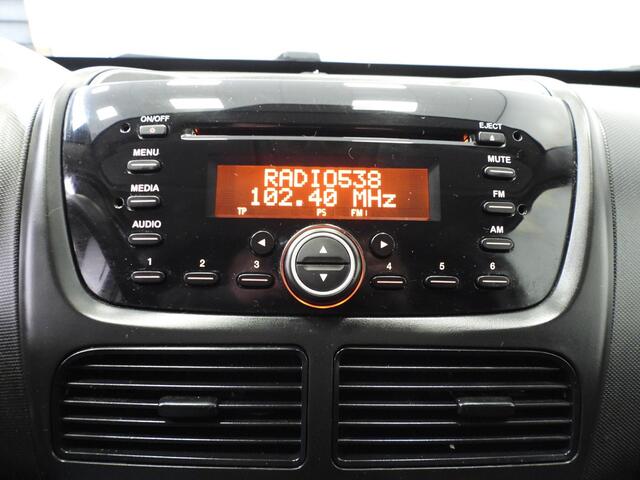 ON/OFF
EJECT
MENU
MUTE
RADIO538
102.40 MHz
TP PS FM I
MEDIA
FM
AUDIO
AM
1 2 3 4 5 6